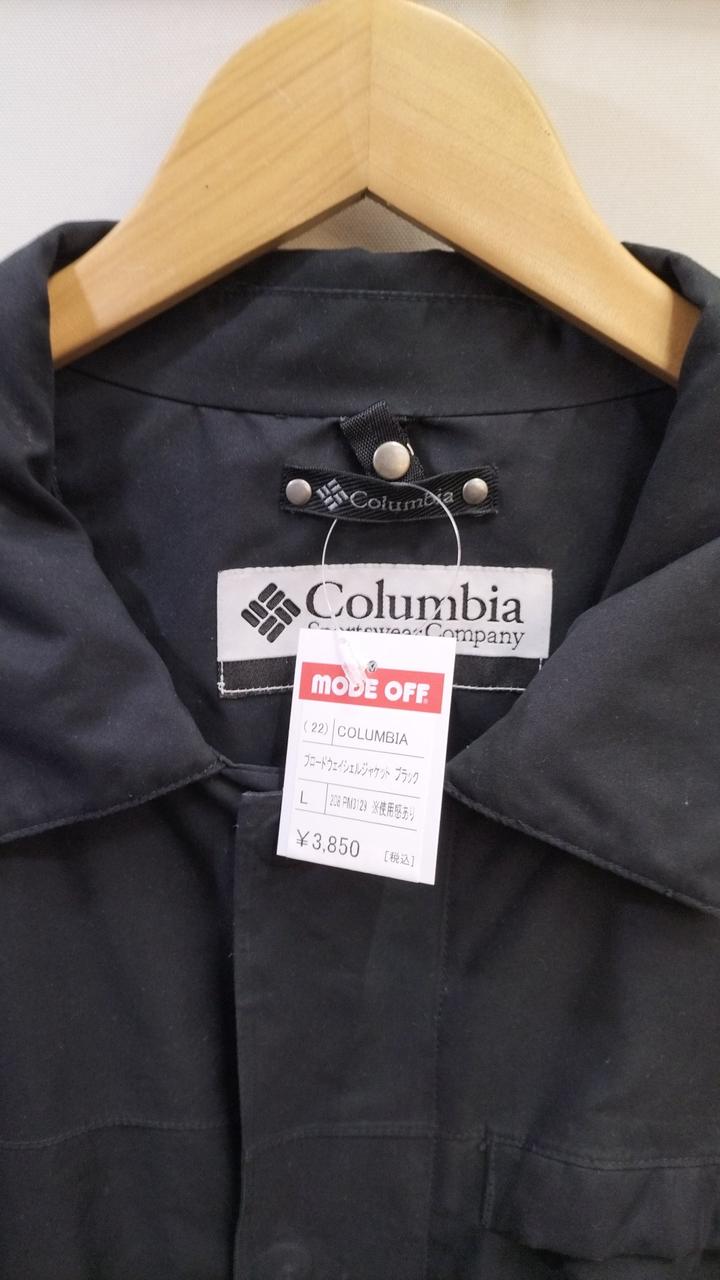 Columbia
Columbia
Sportswear Company
MODE OFF
(22) COLUMBIA
ブロードウェイシェルジャケット ブラック
L 208 PM3129 ※使用感あり
¥3,850 [税込]